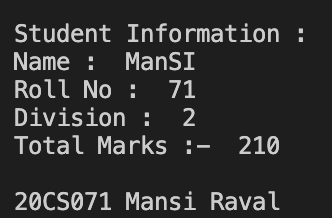 Student Information :
Name :  ManSI
Roll No :  71
Division :  2
Total Marks :-  210
20CS071 Mansi Raval